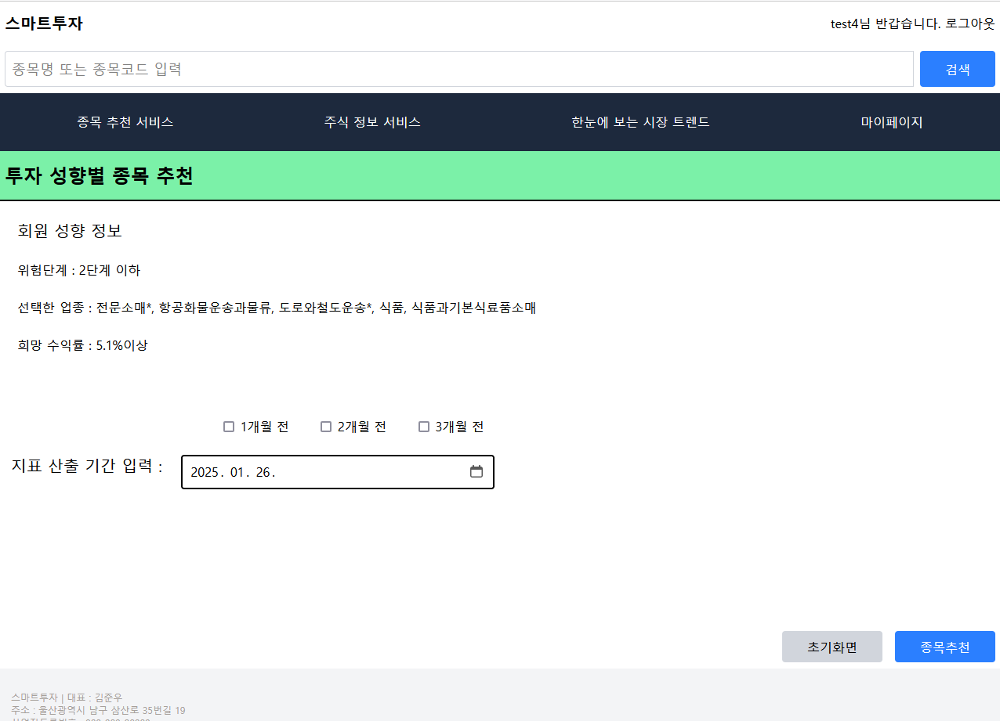 스마트투자
test4님 반갑습니다. 로그아웃
종목명 또는 종목코드 입력
검색
종목 추천 서비스 주식 정보 서비스 한눈에 보는 시장 트렌드 마이페이지
투자 성향별 종목 추천
회원 성향 정보
위험단계 : 2단계 이하
선택한 업종 : 전문소매*, 항공화물운송과물류, 도로와철도운송*, 식품, 식품과기본식료품소매
희망 수익률 : 5.1%이상
1개월 전 2개월 전 3개월 전
지표 산출 기간 입력 :
2025. 01. 26.
초기화면 종목추천
스마트투자 | 대표 : 김준우
주소 : 울산광역시 남구 삼산로 35번길 19